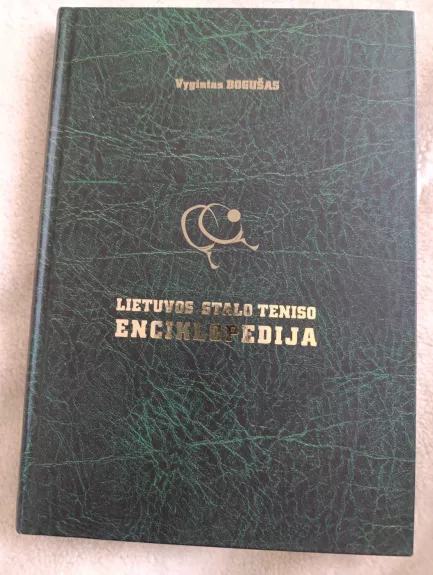 Vygintas BOGUŠAS
LIETUVOS STALO TENISO
ENCIKLOPEDIJA